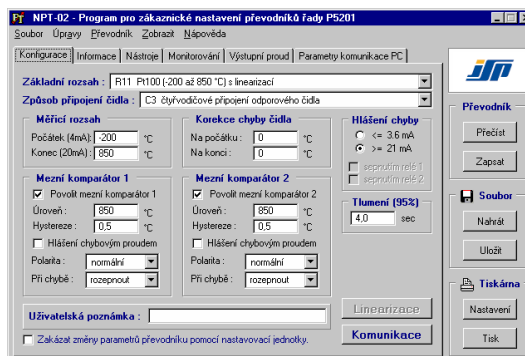 NPT-02 - Program pro zákaznické nastavení převodníků řady P5201
Soubor Úpravy Převodník Zobrazit Nápověda
Konfigurace Informace Nástroje Monitorování Výstupní proud Parametry komunikace PC
Základní rozsah : R11 Pt100 (-200 až 850 °C) s linearizací
Způsob připojení čidla : C3 čtyřvodičové připojení odporového čidla
Měřicí rozsah
Počátek (4mA): -200 °C
Konec (20mA): 850 °C
Korekce chyby čidla
Na počátku : 0 °C
Na konci : 0 °C
Hlášení chyby
<= 3.6 mA
>= 21 mA
sepnutím relé 1
sepnutím relé 2
Mezní komparátor 1
Povolit mezní komparátor 1
Úroveň : 850 °C
Hystereze : 0,5 °C
Hlášení chybovým proudem
Polarita : normální
Při chybě : rozepnout
Mezní komparátor 2
Povolit mezní komparátor 2
Úroveň : 850 °C
Hystereze : 0,5 °C
Hlášení chybovým proudem
Polarita : normální
Při chybě : rozepnout
Tlumení (95%)
4,0 sec
Uživatelská poznámka :
Zakázat změny parametrů převodníku pomocí nastavovací jednotky.
Linearizace
Komunikace
JSP
Převodník
Přečíst
Zapsat
Soubor
Nahrát
Uložit
Tiskárna
Nastavení
Tisk